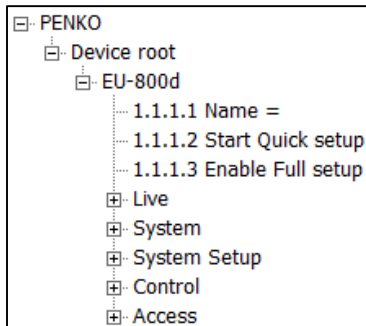 PENKO
Device root
EU-800d
1.1.1.1 Name =
1.1.1.2 Start Quick setup
1.1.1.3 Enable Full setup
Live
System
System Setup
Control
Access